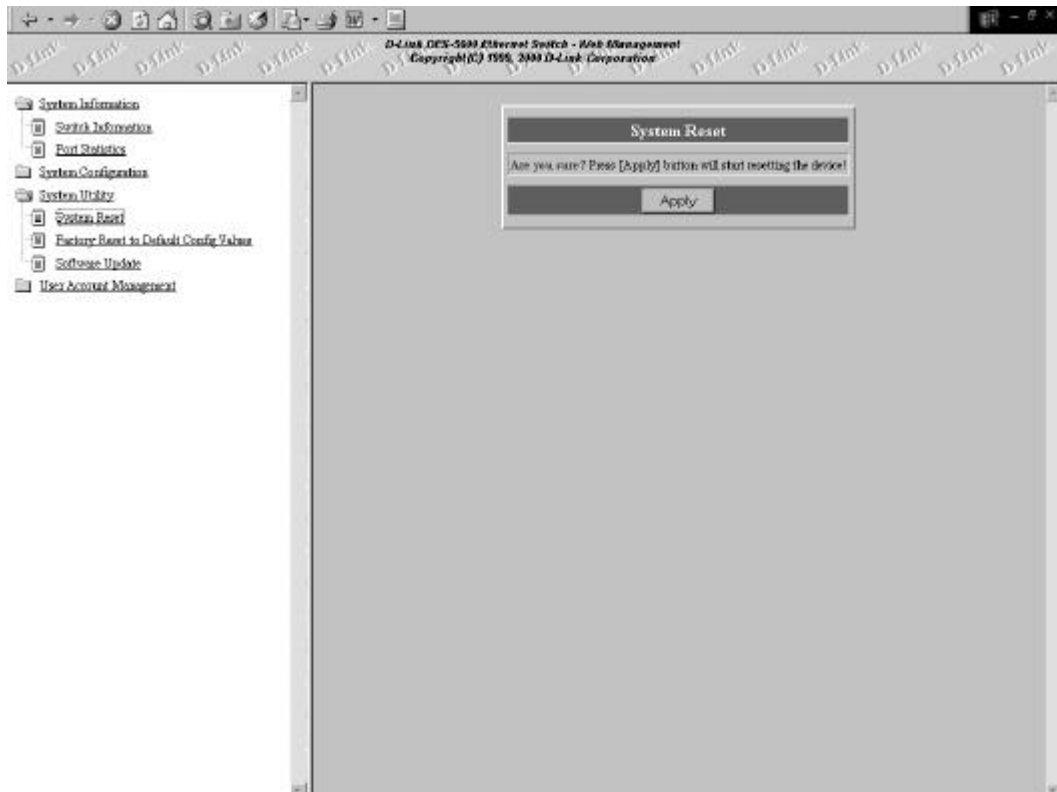 D-Link DES-5600 Ethernet Switch - Web Management
Copyright(C) 1999, 2000 D-Link Corporation
System Information
Switch Information
Port Statistics
System Configuration
System Utility
System Reset
Factory Reset to Default Config Values
Software Update
User Account Management
System Reset
Are you sure? Press [Apply] button will start resetting the device!
Apply